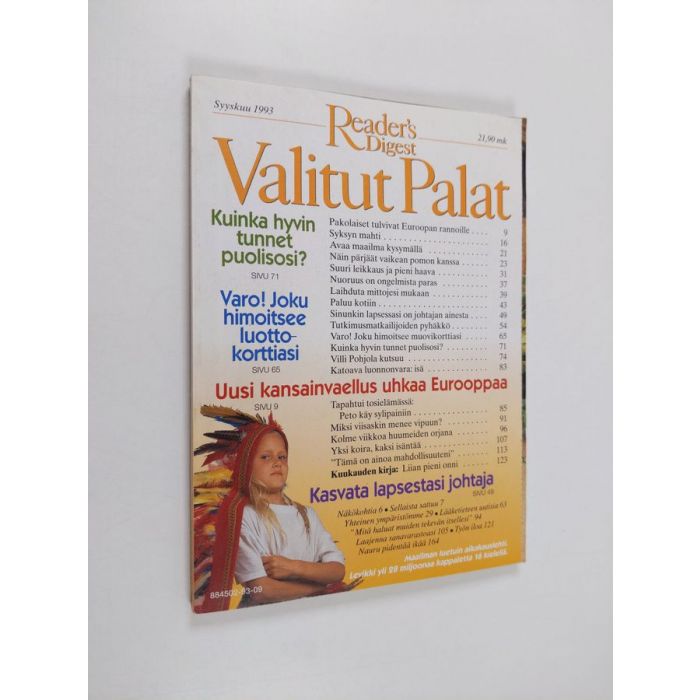 Syyskuu 1993
Reader's
Digest
21,90 mk
Valitut Palat
Kuinka hyvin
tunnet
puolisosi?
SIVU 71
Varo! Joku
himoitsee
luotto-
korttiasi
SIVU 65
Pakolaiset tulvivat Euroopan rannoille . . . . 9
Syksyn mahti . . . . 16
Avaa maailma kysymällä . . . . 21
Näin pärjäät vaikean pomon kanssa . . . . 23
Suuri leikkaus ja pieni haava . . . . 31
Nuoruus on ongelmista paras . . . . 37
Laihduta mittojesi mukaan . . . . 39
Paluu kotiin . . . . 43
Sinunkin lapsessasi on johtajan ainesta . . . . 49
Tutkimusmatkailijoiden pyhäkkö . . . . 54
Varo! Joku himoitsee muovikorttiasi . . . . 65
Kuinka hyvin tunnet puolisosi? . . . . 71
Villi Pohjola kutsuu . . . . 74
Katoava luonnonvara: isä . . . . 83
Uusi kansainvaellus uhkaa Eurooppaa
SIVU 9
Tapahtui tosielämässä:
Peto käy sylipainiin . . . . 85
Miksi viisaskin menee vipuun? . . . . 91
Kolme viikkoa huumeiden orjana . . . . 96
Yksi koira, kaksi isäntää . . . . 107
"Tämä on ainoa mahdollisuuteni" . . . . 113
Kuukauden kirja: Liian pieni onni . . . . 123
Kasvata lapsestasi johtaja
SIVU 49
Näkökohtia 6 • Sellaista sattuu 7
Yhteinen ympäristömme 29 • Lääketieteen uutisia 63
"Mitä haluat muiden tekevän itsellesi" 94
Laajenna sanavarastoasi 105 • Työn iloa 121
Nauru pidentää ikää 164
Maailman luetuin aikakauslehti.
Levikki yli 28 miljoonaa kappaletta 16 kielellä.
884502-93-09